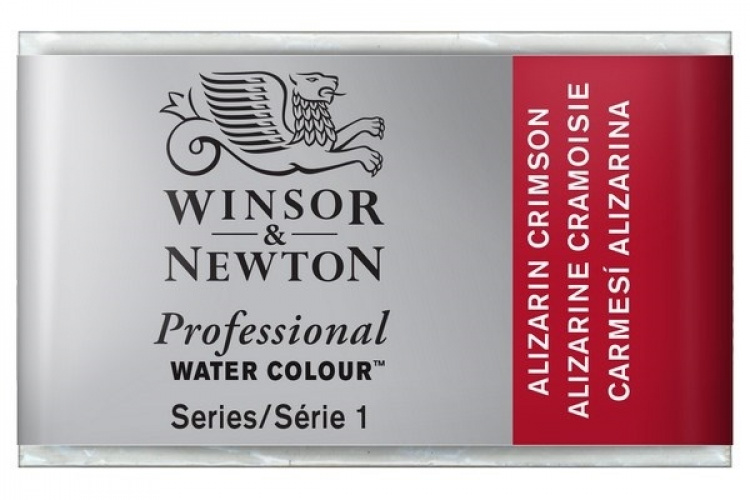 WINSOR
&
NEWTON
Professional
WATER COLOUR™
Series/Série 1
ALIZARIN CRIMSON
ALIZARINE CRAMOISIE
CARMESÍ ALIZARINA